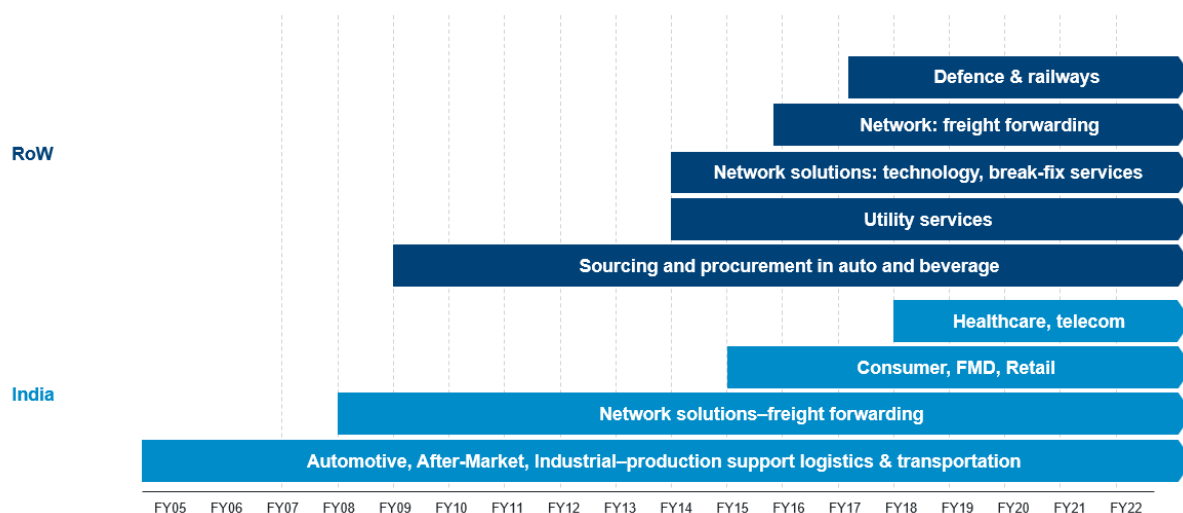 RoW
Defence & railways
Network: freight forwarding
Network solutions: technology, break-fix services
Utility services
Sourcing and procurement in auto and beverage
India
Healthcare, telecom
Consumer, FMD, Retail
Network solutions–freight forwarding
Automotive, After-Market, Industrial–production support logistics & transportation
FY05 FY06 FY07 FY08 FY09 FY10 FY11 FY12 FY13 FY14 FY15 FY16 FY17 FY18 FY19 FY20 FY21 FY22